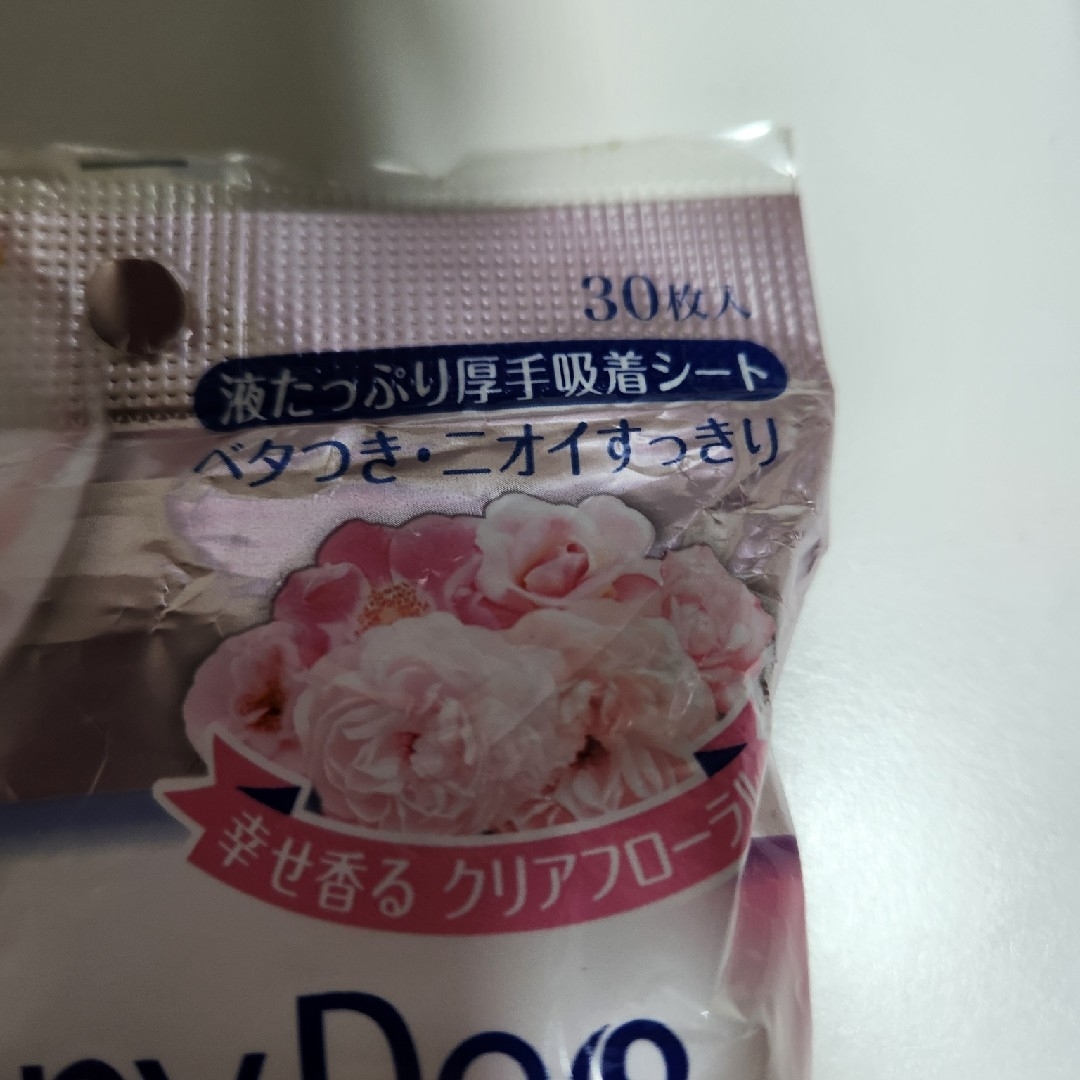 30枚入
液たっぷり厚手吸着シート
ベタつき・ニオイすっきり
幸せ香る クリアフローラル